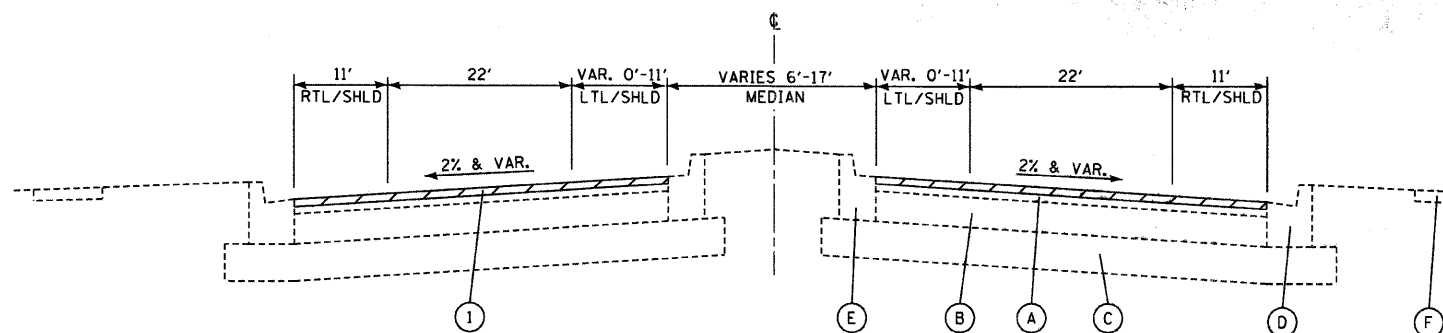 ℄
11' 22' VAR. 0'-11' VARIES 6'-17' VAR. 0'-11' 22' 11'
RTL/SHLD LTL/SHLD MEDIAN LTL/SHLD RTL/SHLD
2% & VAR. 2% & VAR.
1 E B A C D F